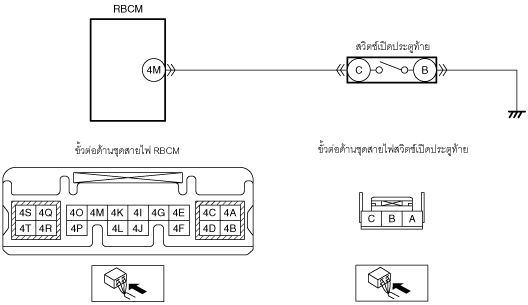 RBCM
สวิตช์เปิดประตูท้าย
4M C B
ขั้วต่อด้านชุดสายไฟ RBCM
ขั้วต่อด้านชุดสายไฟสวิตช์เปิดประตูท้าย
4S 4Q 4O 4M 4K 4I 4G 4E 4C 4A
4T 4R 4P 4L 4J 4F 4D 4B
C B A